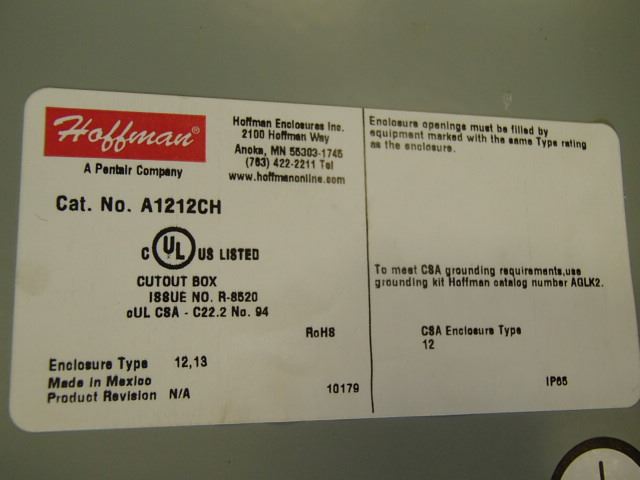 Hoffman®
A Pentair Company
Hoffman Enclosures Inc.
2100 Hoffman Way
Anoka, MN 55303-1745
(763) 422-2211 Tel
www.hoffmanonline.com
Cat. No. A1212CH
C UL US LISTED
CUTOUT BOX
ISSUE NO. R-8520
cUL CSA - C22.2 No. 94
RoHS
Enclosure Type 12,13
Made in Mexico
Product Revision N/A
10179
Enclosure openings must be filled by
equipment marked with the same Type rating
as the enclosure.
To meet CSA grounding requirements,use
grounding kit Hoffman catalog number AGLK2.
CSA Enclosure Type
12
IP65